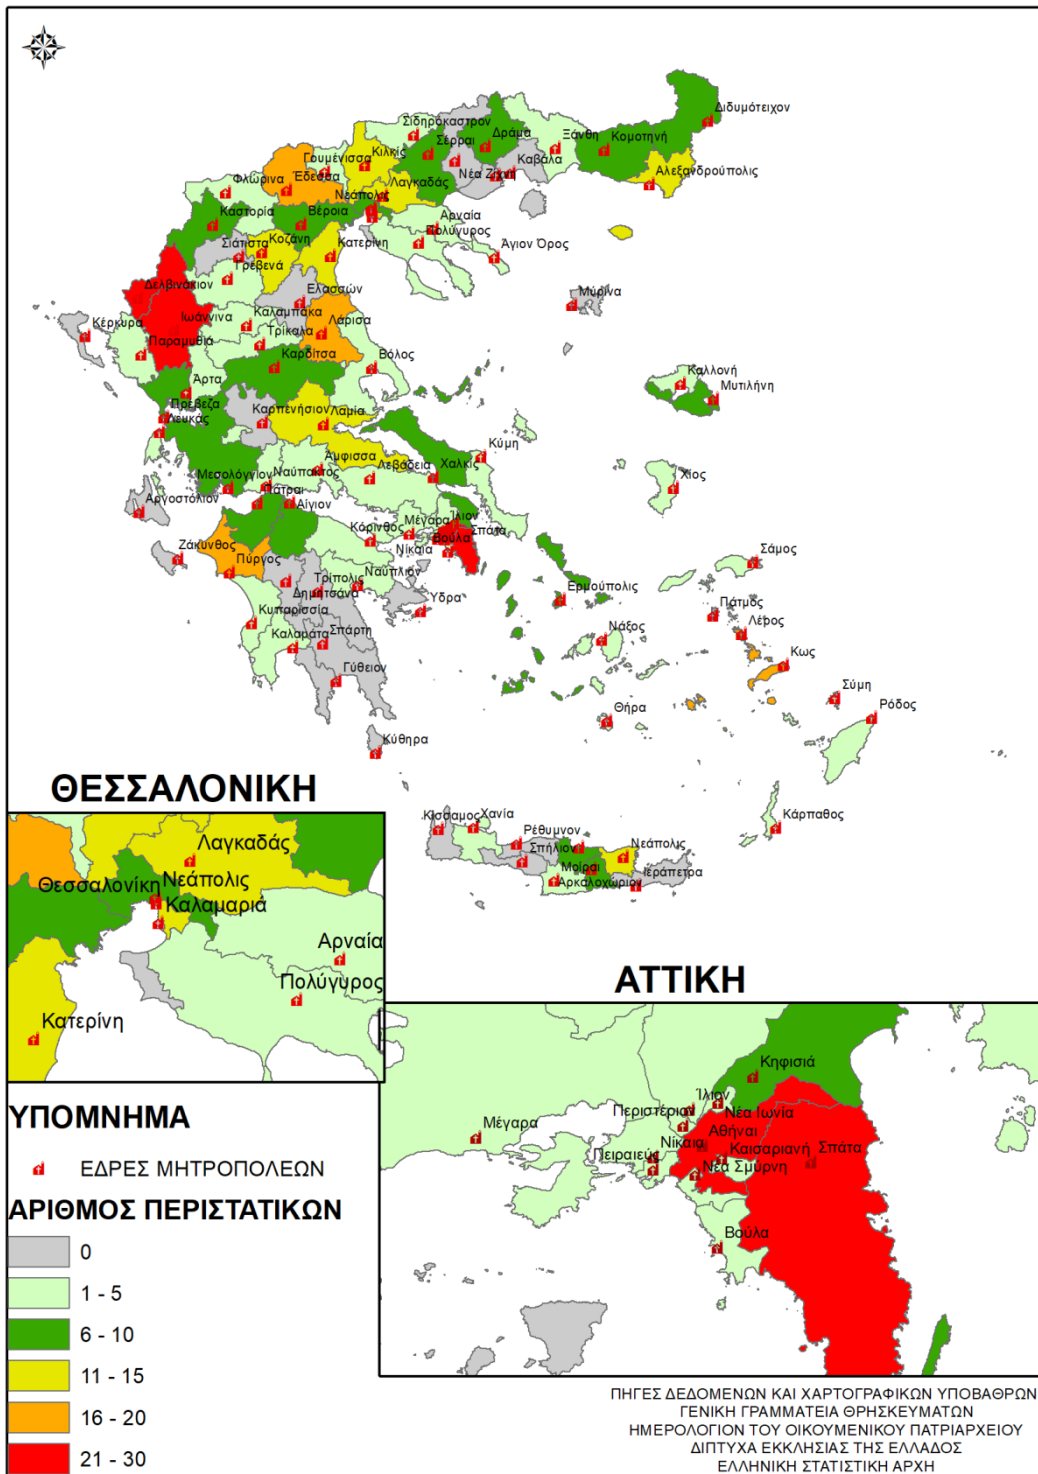 Διδυμότειχον
Σιδηρόκαστρον
Δράμα
Ξάνθη
Κομοτηνή
Σέρραι
Κιλκίς
Γουμένισσα
Νέα Ζίχνη
Καβάλα
Αλεξανδρούπολις
Φλώρινα
Έδεσσα
Λαγκαδάς
Νεάπολις
Καστορία
Βέροια
Αρναία
Πολύγυρος
Σιάτιστα
Κοζάνη
Κατερίνη
Άγιον Όρος
Γρεβενά
Δελβινάκιον
Ελασσών
Μύρινα
Κέρκυρα
Ιωάννινα
Καλαμπάκα
Λάρισα
Παραμυθιά
Τρίκαλα
Καρδίτσα
Βόλος
Καλλονή
Άρτα
Μυτιλήνη
Πρέβεζα
Καρπενήσιον
Λαμία
Λευκάς
Κύμη
Άμφισσα
Λεβάδεια
Χαλκίς
Μεσολόγγιον
Ναύπακτος
Χίος
Πάτραι
Αργοστόλιον
Αίγιον
Μέγαρα
Ίλιον
Κόρινθος
Σπάτα
Βούλα
Ζάκυνθος
Νίκαια
Πύργος
Σάμος
Τρίπολις
Ναύπλιον
Δημητσάνα
Ύδρα
Ερμούπολις
Πάτμος
Κυπαρισσία
Λέρος
Καλαμάτα
Σπάρτη
Νάξος
Κως
Γύθειον
Σύμη
Θήρα
Ρόδος
Κύθηρα
ΘΕΣΣΑΛΟΝΙΚΗ
Κίσσαμος
Χανιά
Ρέθυμνον
Κάρπαθος
Σπήλιον
Νεάπολις
Μοίραι
Ιεράπετρα
Αρκαλοχώριον
Λαγκαδάς
Θεσσαλονίκη
Νεάπολις
Καλαμαριά
Αρναία
Πολύγυρος
Κατερίνη
ΑΤΤΙΚΗ
Κηφισιά
Ίλιον
Περιστέριον
Νέα Ιωνία
Μέγαρα
Αθήναι
Νίκαια
Καισαριανή
Σπάτα
Πειραιεύς
Νέα Σμύρνη
Βούλα
ΥΠΟΜΝΗΜΑ
ΕΔΡΕΣ ΜΗΤΡΟΠΟΛΕΩΝ
ΑΡΙΘΜΟΣ ΠΕΡΙΣΤΑΤΙΚΩΝ
0
1 - 5
6 - 10
11 - 15
16 - 20
21 - 30
ΠΗΓΕΣ ΔΕΔΟΜΕΝΩΝ ΚΑΙ ΧΑΡΤΟΓΡΑΦΙΚΩΝ ΥΠΟΒΑΘΡΩΝ
ΓΕΝΙΚΗ ΓΡΑΜΜΑΤΕΙΑ ΘΡΗΣΚΕΥΜΑΤΩΝ
ΗΜΕΡΟΛΟΓΙΟΝ ΤΟΥ ΟΙΚΟΥΜΕΝΙΚΟΥ ΠΑΤΡΙΑΡΧΕΙΟΥ
ΔΙΠΤΥΧΑ ΕΚΚΛΗΣΙΑΣ ΤΗΣ ΕΛΛΑΔΟΣ
ΕΛΛΗΝΙΚΗ ΣΤΑΤΙΣΤΙΚΗ ΑΡΧΗ